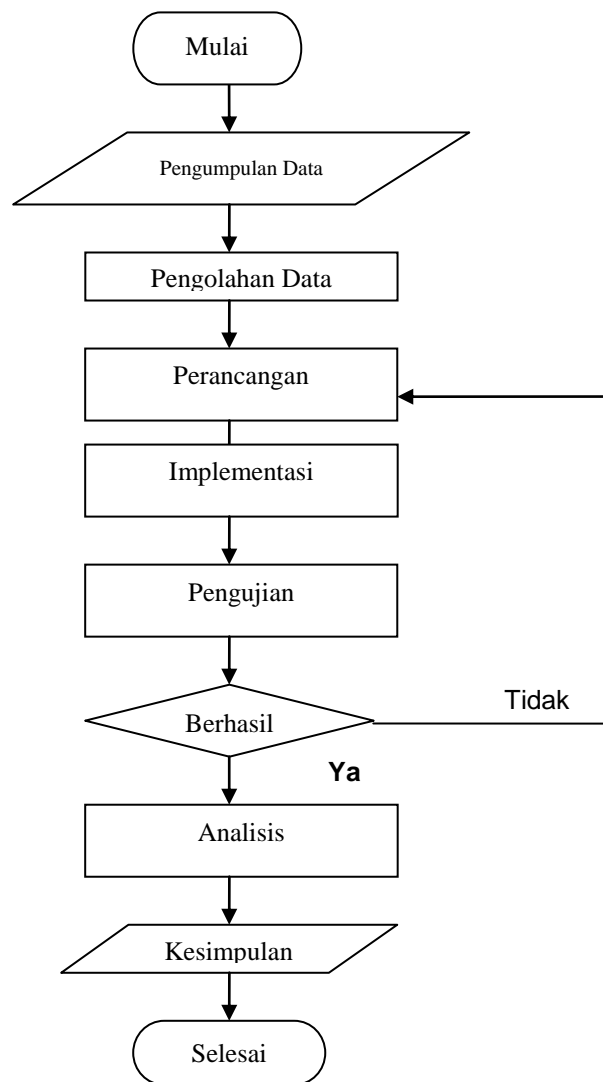 Mulai
Pengumpulan Data
Pengolahan Data
Perancangan
Implementasi
Pengujian
Berhasil
Tidak
Ya
Analisis
Kesimpulan
Selesai